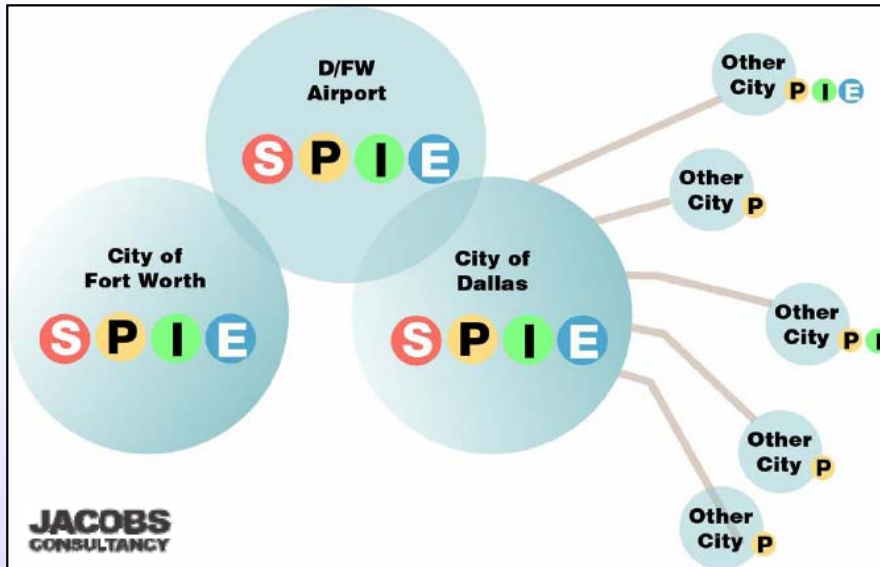 D/FW
Airport
S P I E
City of
Fort Worth
S P I E
City of
Dallas
S P I E
Other
City P I E
Other
City P
Other
City P I
Other
City P
Other
City P
JACOBS
CONSULTANCY